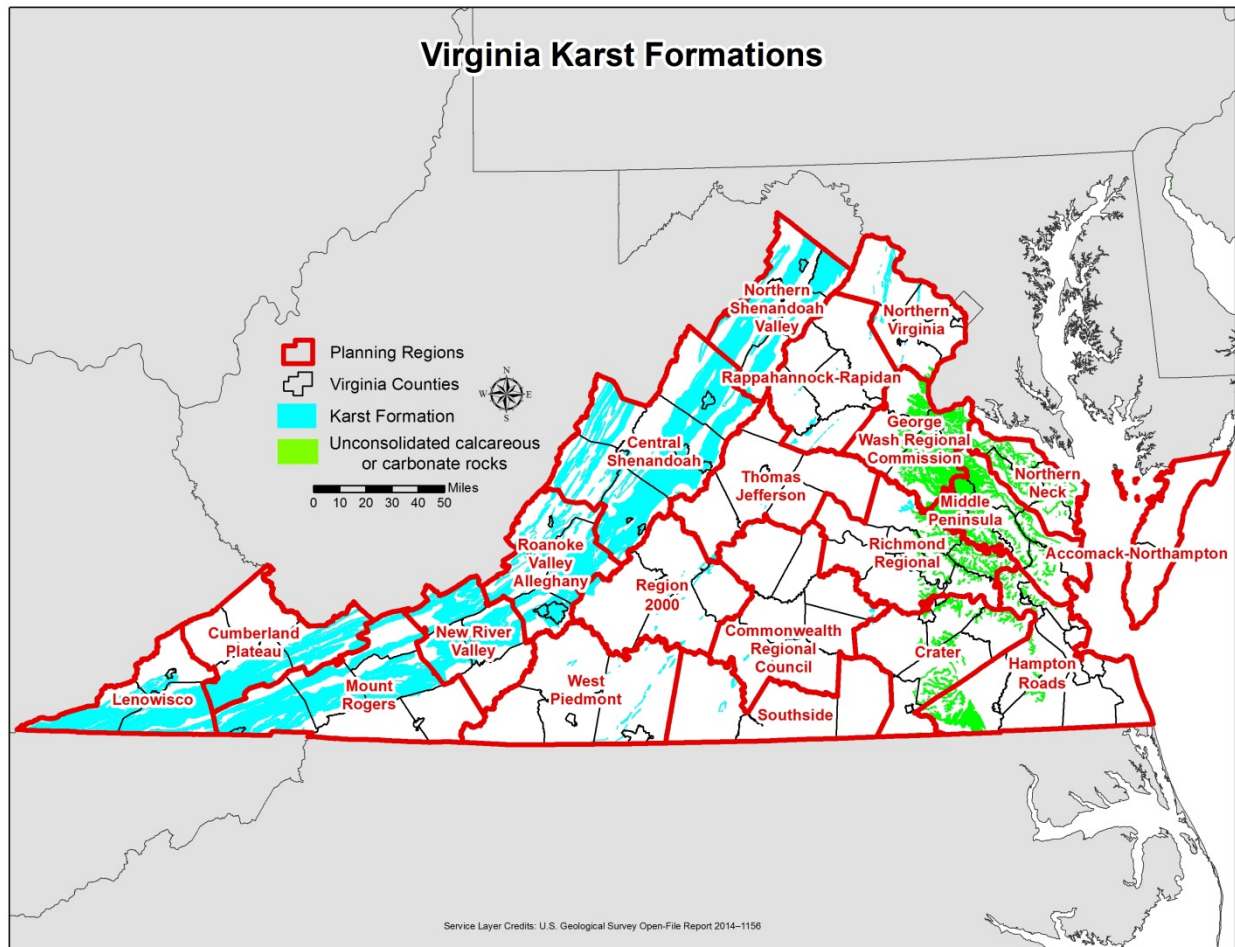 Virginia Karst Formations
Planning Regions
Virginia Counties
Karst Formation
Unconsolidated calcareous
or carbonate rocks
Miles
0 10 20 30 40 50
N
W E
S
Northern
Shenandoah
Valley
Northern
Virginia
Rappahannock-Rapidan
George
Wash Regional
Commission
Central
Shenandoah
Northern
Neck
Thomas
Jefferson
Middle
Peninsula
Roanoke
Valley
Alleghany
Richmond
Regional
Accomack-Northampton
Region
2000
Cumberland
Plateau
New River
Valley
Commonwealth
Regional
Council
Crater
Hampton
Roads
Lenowisco
Mount
Rogers
West
Piedmont
Southside
Service Layer Credits: U.S. Geological Survey Open-File Report 2014–1156